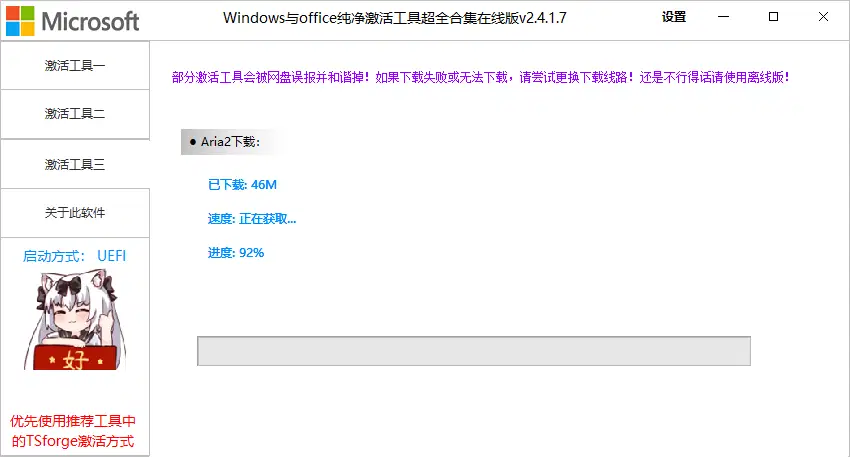 Microsoft
Windows与office纯净激活工具超全合集在线版v2.4.1.7
设置
激活工具一
激活工具二
激活工具三
关于此软件
启动方式： UEFI
好
优先使用推荐工具中
的TSforge激活方式
部分激活工具会被网盘误报并和谐掉！如果下载失败或无法下载，请尝试更换下载线路！还是不行得话请使用离线版！
● Aria2下载：
已下载: 46M
速度: 正在获取...
进度: 92%